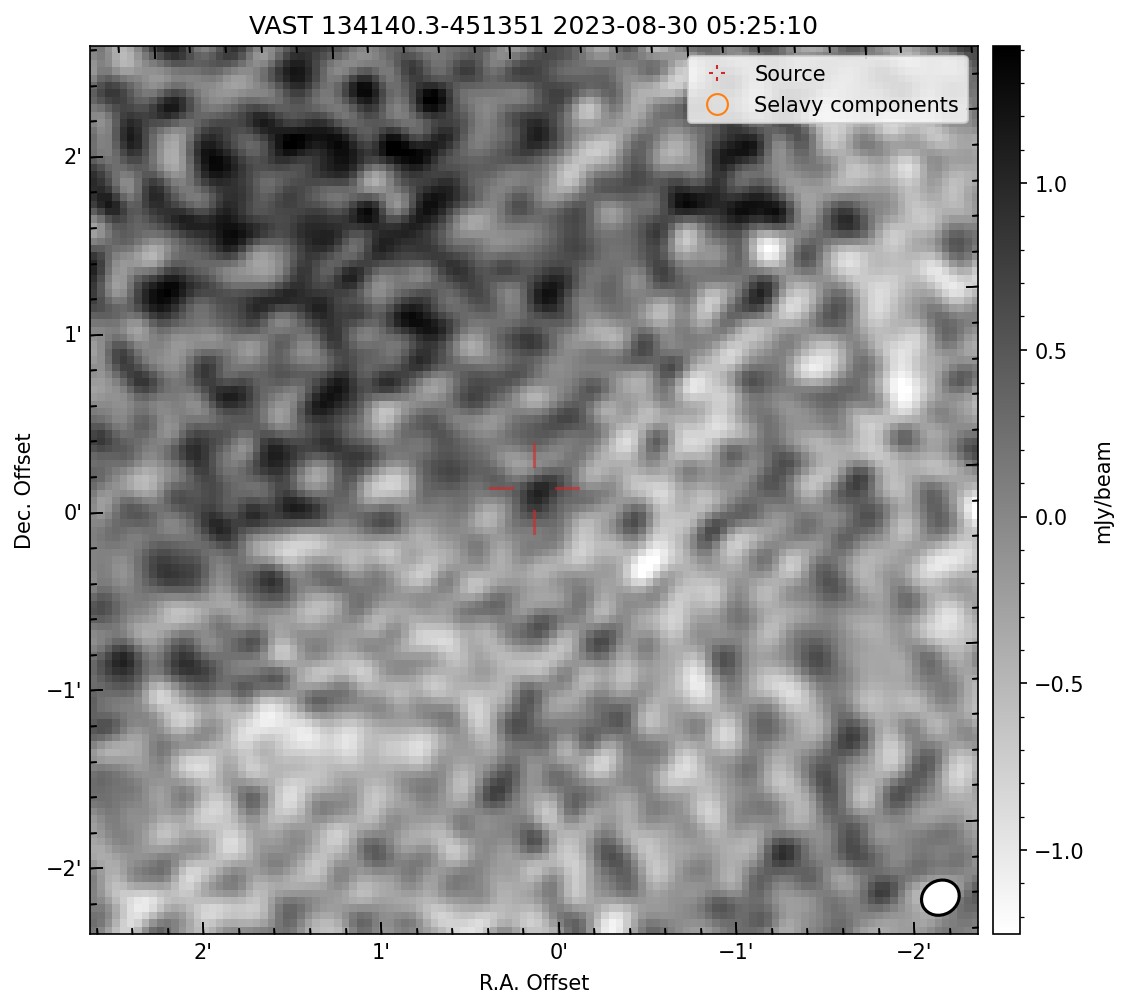 VAST 134140.3-451351 2023-08-30 05:25:10
Source
Selavy components
2'
1'
0'
−1'
−2'
Dec. Offset
2'
1'
0'
−1'
−2'
R.A. Offset
1.0
0.5
0.0
−0.5
−1.0
mJy/beam